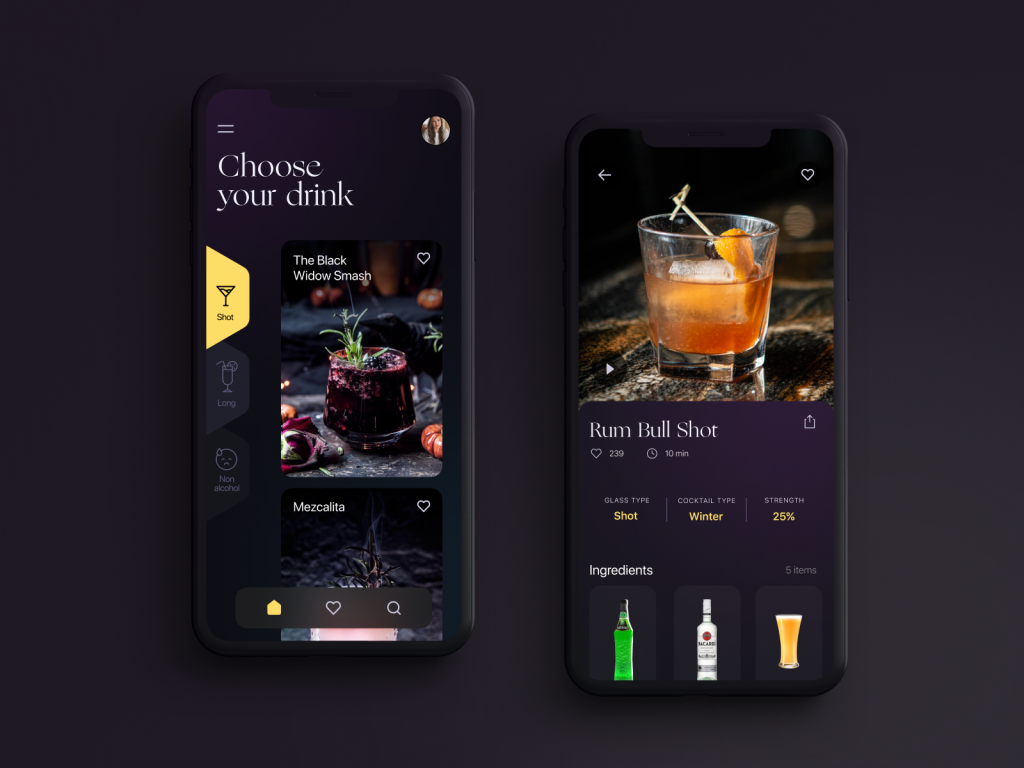 Choose
your drink
Shot
Long
Non
alcohol
The Black
Widow Smash
Mezcalita
Rum Bull Shot
239
10 min
GLASS TYPE
Shot
COCKTAIL TYPE
Winter
STRENGTH
25%
Ingredients
5 items
BACARDI